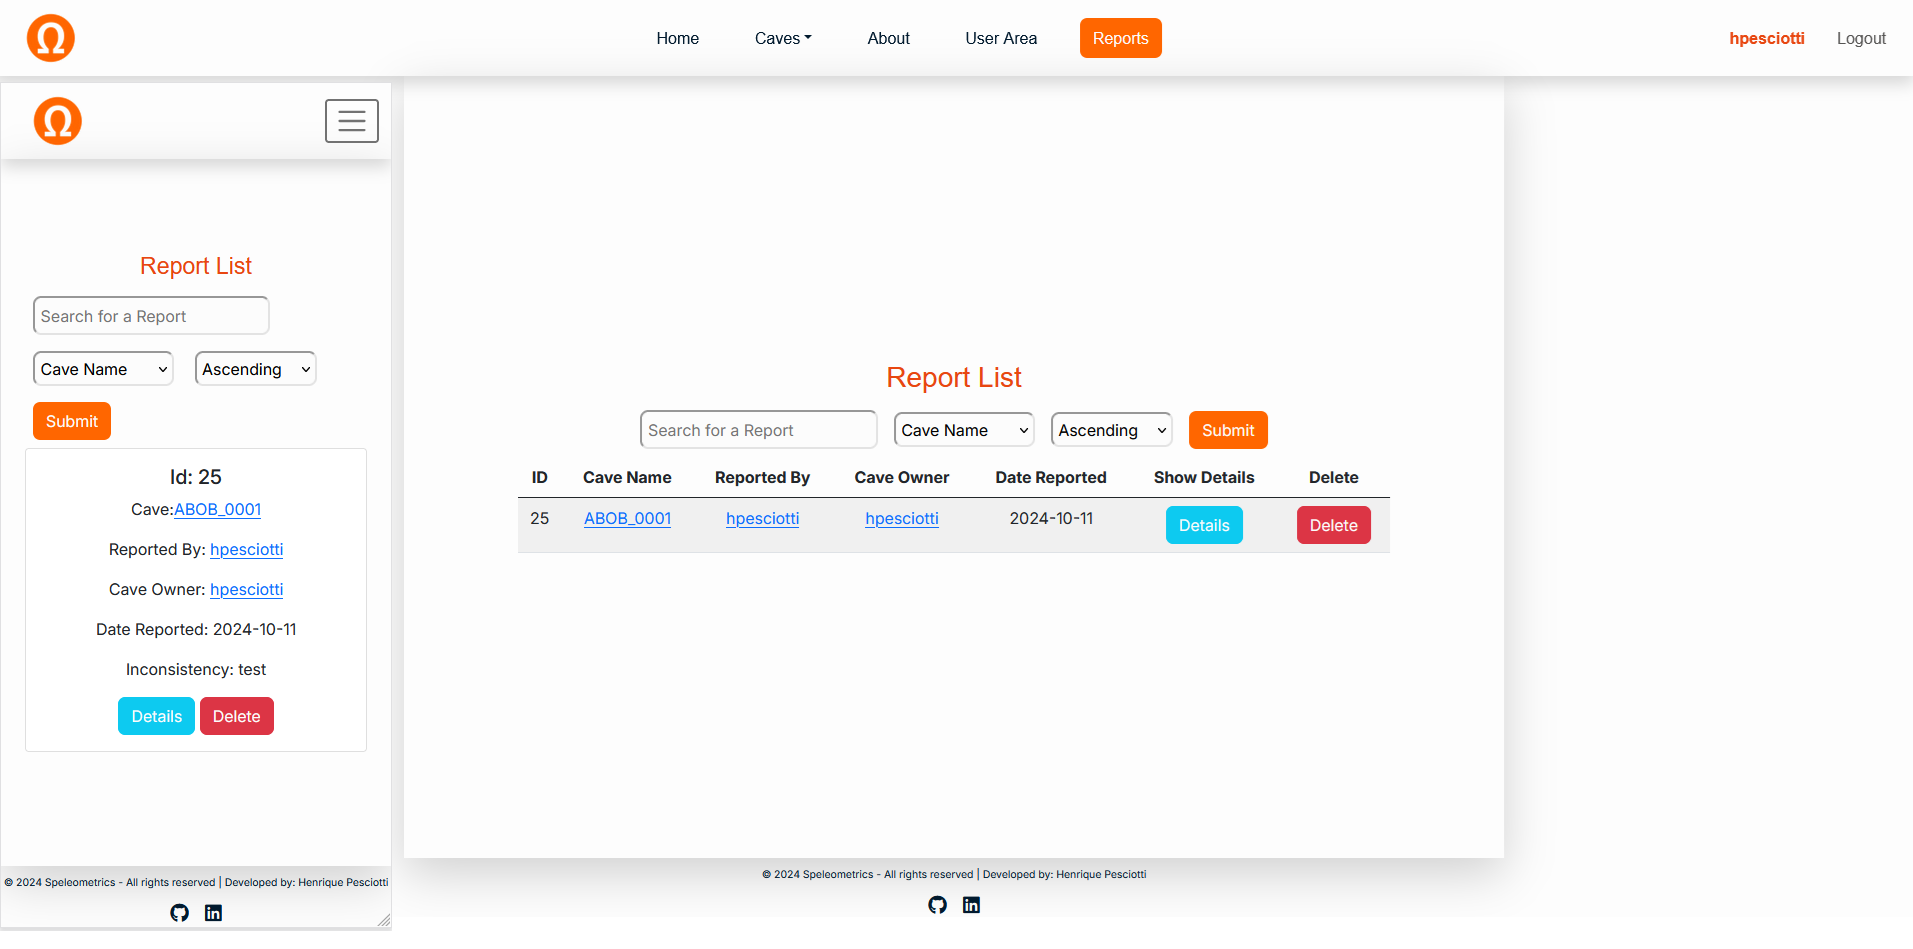 Ω
Home Caves About User Area Reports
hpesciotti Logout
Ω
Report List
Search for a Report
Cave Name Ascending
Submit
Id: 25
Cave:ABOB_0001
Reported By: hpesciotti
Cave Owner: hpesciotti
Date Reported: 2024-10-11
Inconsistency: test
Details Delete
© 2024 Speleometrics - All rights reserved | Developed by: Henrique Pesciotti
in
Report List
Search for a Report Cave Name Ascending Submit
ID Cave Name Reported By Cave Owner Date Reported Show Details Delete
25 ABOB_0001 hpesciotti hpesciotti 2024-10-11 Details Delete
© 2024 Speleometrics - All rights reserved | Developed by: Henrique Pesciotti
in